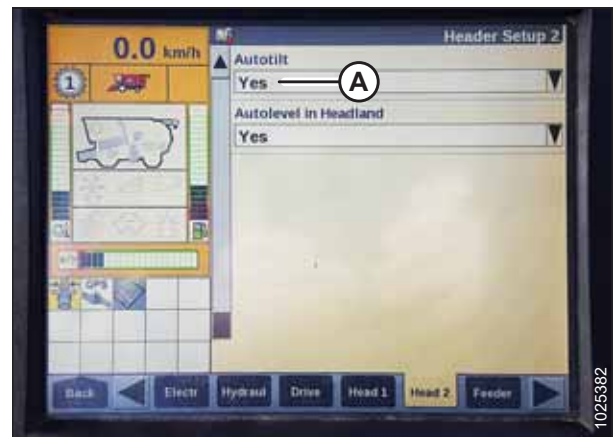 0.0 km/h
Header Setup 2
1
Autotilt
Yes
A
Autolevel in Headland
Yes
GPS
Back
Electr
Hydraul
Drive
Head 1
Head 2
Feeder
1025382